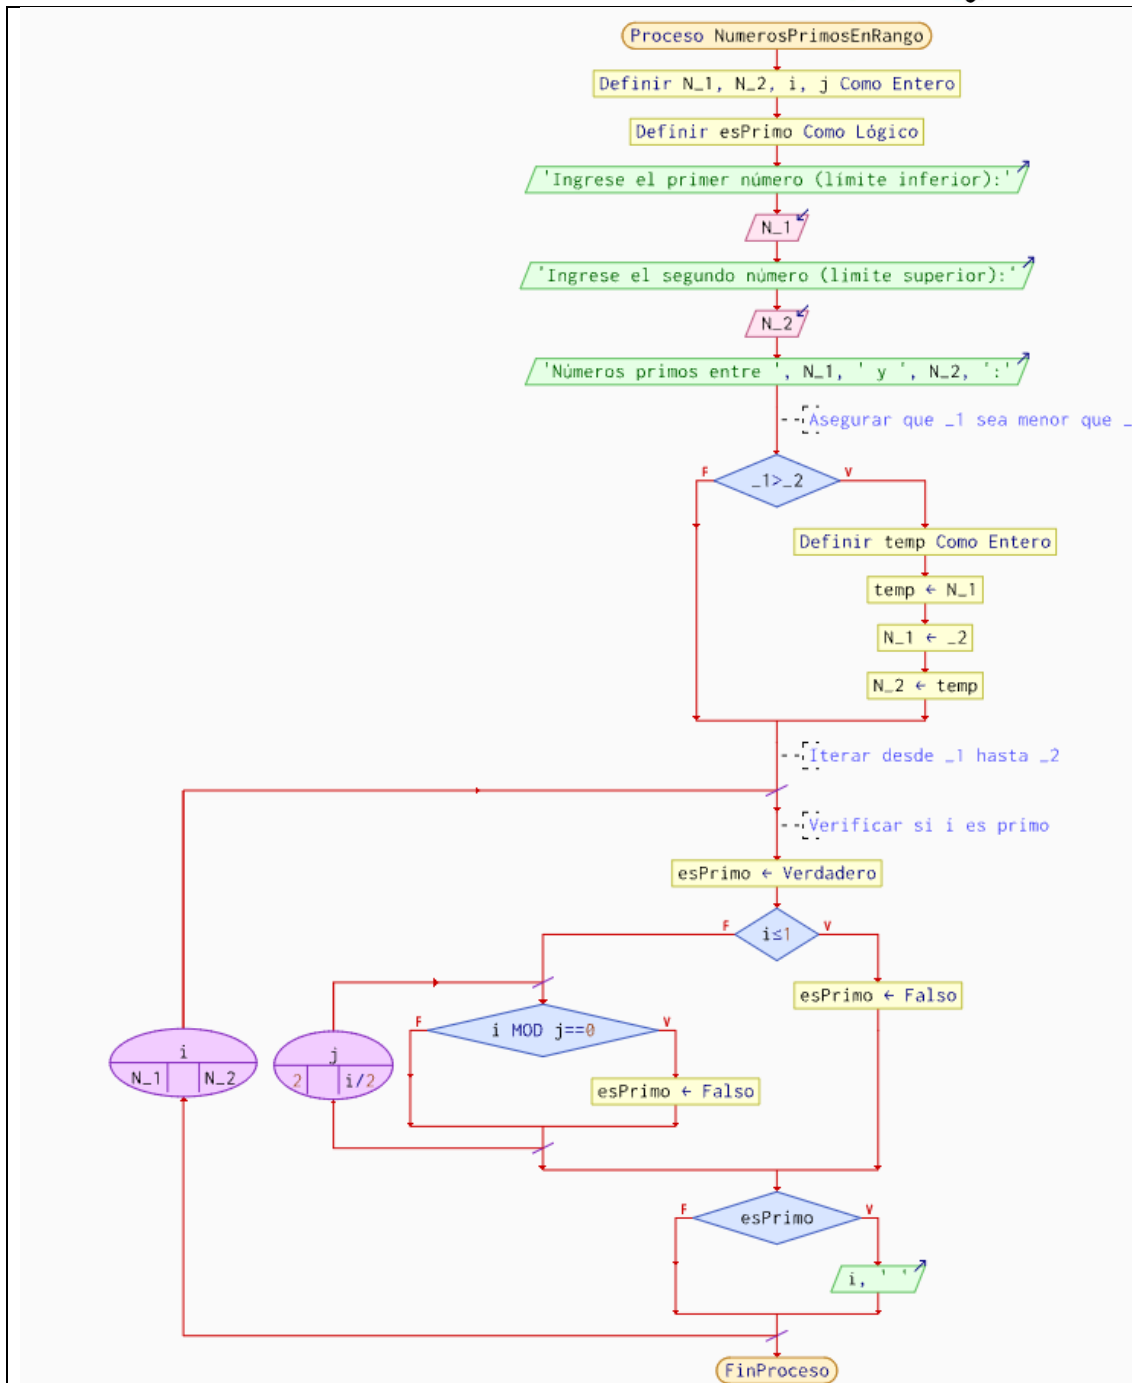 Proceso NumerosPrimosEnRango
Definir N_1, N_2, i, j Como Entero
Definir esPrimo Como Lógico
'Ingrese el primer número (límite inferior):'
N_1
'Ingrese el segundo número (límite superior):'
N_2
'Números primos entre ', N_1, ' y ', N_2, ':'
Asegurar que _1 sea menor que _
F
_1>_2
V
Definir temp Como Entero
temp ← N_1
N_1 ← _2
N_2 ← temp
Iterar desde _1 hasta _2
Verificar si i es primo
esPrimo ← Verdadero
F
i≤1
V
esPrimo ← Falso
i
N_1
N_2
j
2
i/2
F
i MOD j==0
V
esPrimo ← Falso
F
esPrimo
V
i, ' '
FinProceso